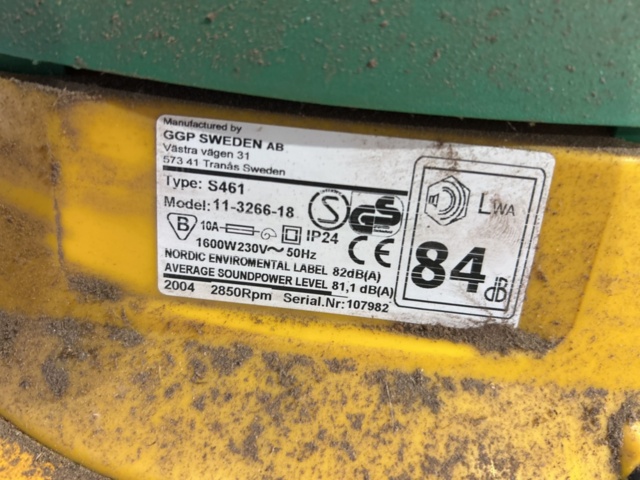 Manufactured by
GGP SWEDEN AB
Västra vägen 31
573 41 Tranås Sweden
Type: S461
Model: 11-3266-18
S
GS
B 10A IP24
CE
1600W230V~ 50Hz
NORDIC ENVIROMENTAL LABEL 82dB(A)
AVERAGE SOUNDPOWER LEVEL 81,1 dB(A)
2004 2850Rpm Serial.Nr: 107982
LWA
84
dB